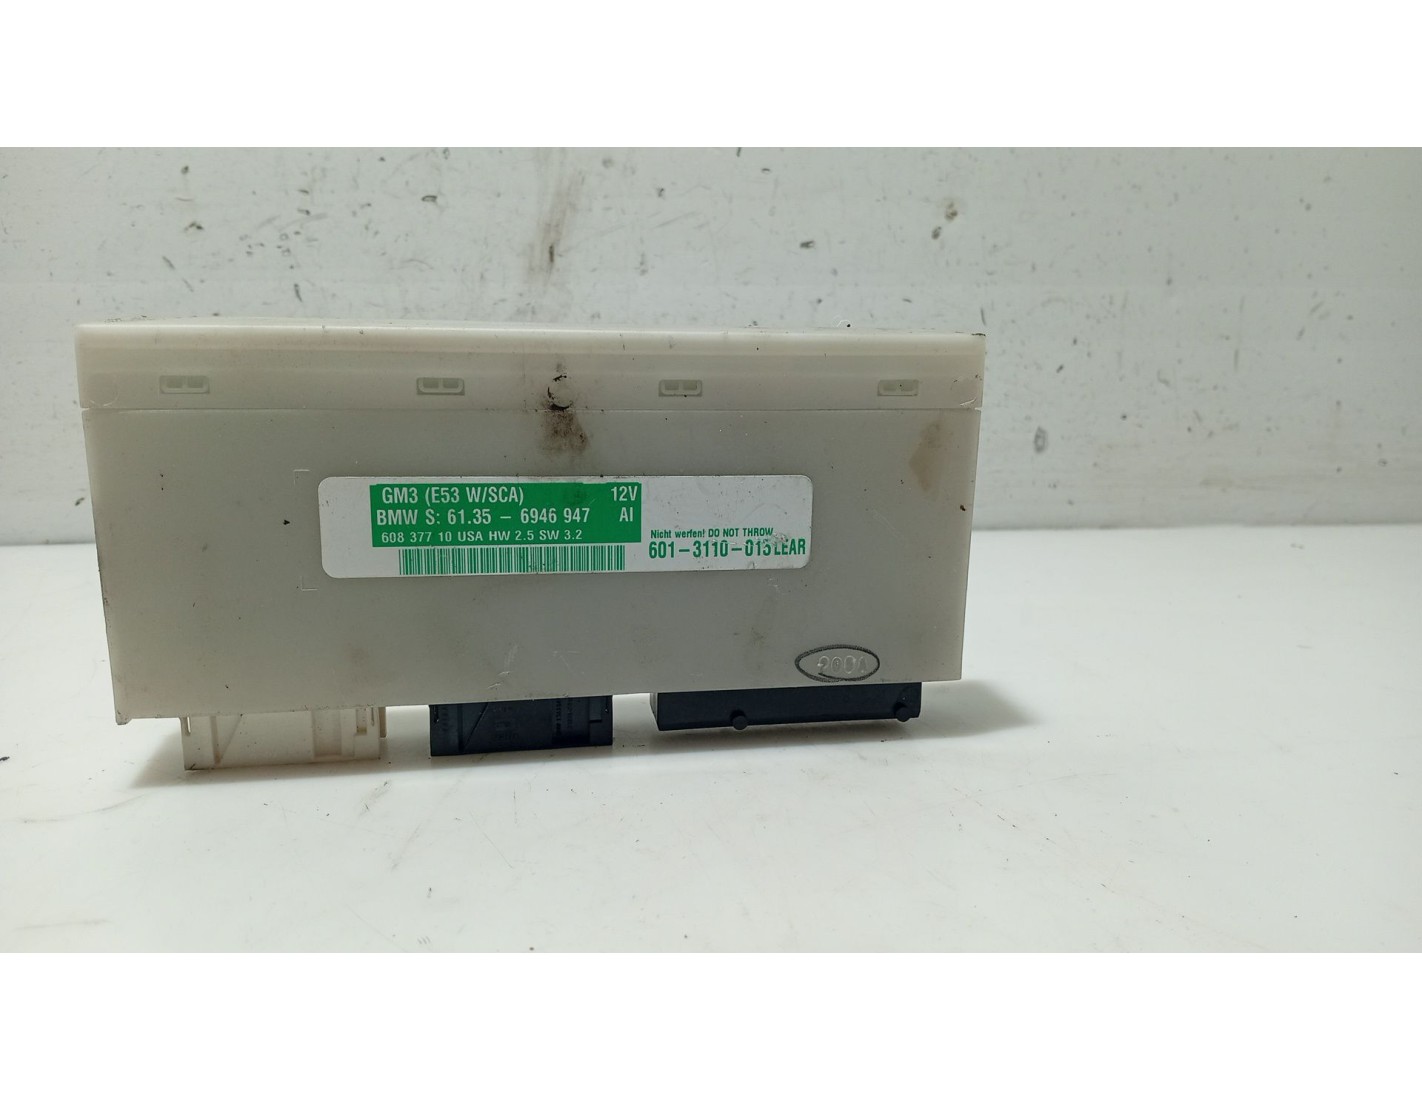 GM3 (E53 W/SCA) 12V
BMW S: 61.35 - 6946 947 AI
608 377 10 USA HW 2.5 SW 3.2
Nicht werfen! DO NOT THROW
601-3110-013 LEAR
200A